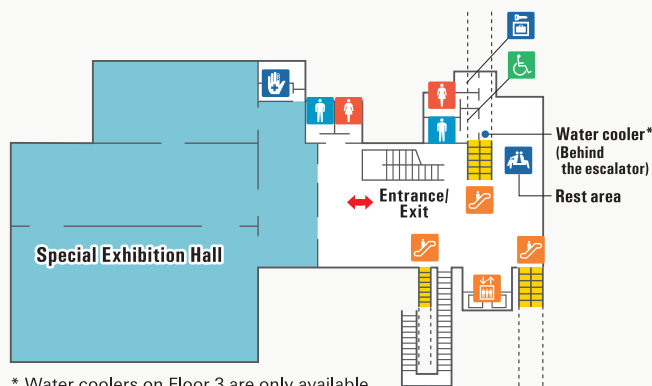 Water cooler*
(Behind
the escalator)
Rest area
Entrance/
Exit
Special Exhibition Hall
* Water coolers on Floor 3 are only available